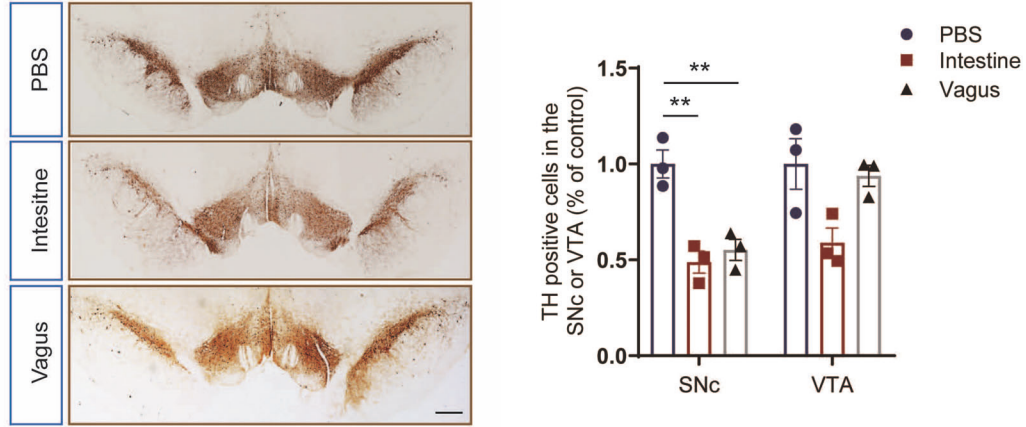 PBS
Intesitne
Vagus
TH positive cells in the
SNc or VTA (% of control)
1.5
1.0
0.5
0.0
**
**
SNc
VTA
PBS
Intestine
Vagus